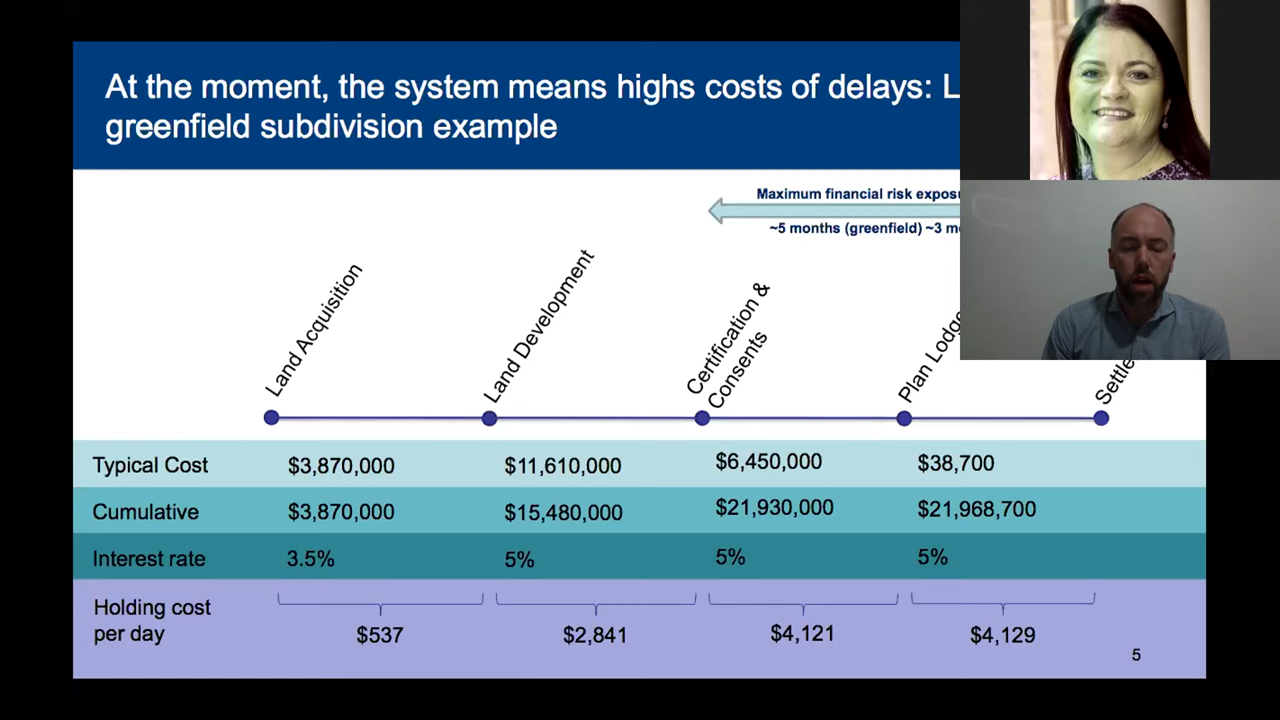 At the moment, the system means highs costs of delays: L
greenfield subdivision example
Maximum financial risk
~5 months (greenfield) ~3
Land Acquisition
Land Development
Certification &
Consents
Plan
Typical Cost $3,870,000 $11,610,000 $6,450,000 $38,700
Cumulative $3,870,000 $15,480,000 $21,930,000 $21,968,700
Interest rate 3.5% 5% 5% 5%
Holding cost
per day $537 $2,841 $4,121 $4,129
5